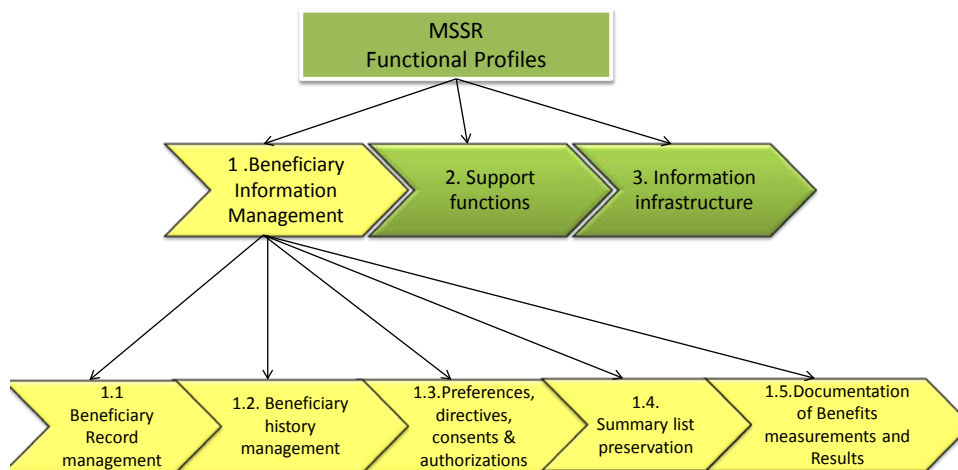 MSSR
Functional Profiles
1 .Beneficiary
Information
Management
2. Support
functions
3. Information
infrastructure
1.1
Beneficiary
Record
management
1.2. Beneficiary
history
management
1.3.Preferences,
directives,
consents &
authorizations
1.4.
Summary list
preservation
1.5.Documentation
of Benefits
measurements and
Results